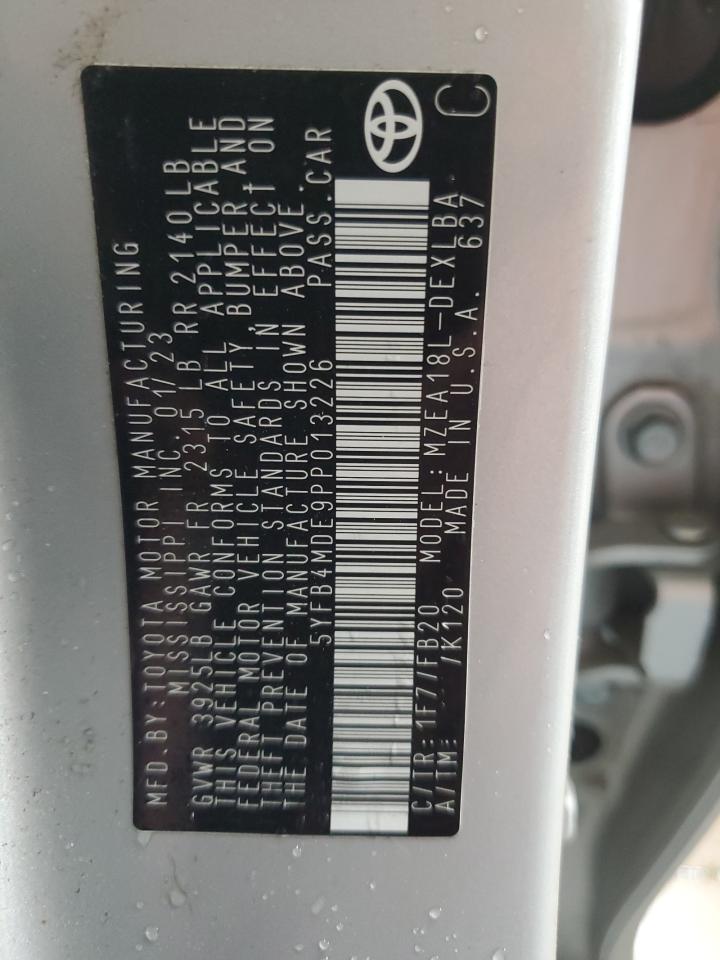 MFD.BY:TOYOTA MOTOR MANUFACTURING
MISSISSIPPI INC. 01/23
GVWR 3925LB GAWR FR 2315 LB RR 2140LB
THIS VEHICLE CONFORMS TO ALL APPLICABLE
FEDERAL MOTOR VEHICLE SAFETY, BUMPER AND
THEFT PREVENTION STANDARDS IN EFFECT ON
THE DATE OF MANUFACTURE SHOWN ABOVE.
5YFB4MDE9PP013226 PASS.CAR
C/TR:1F7/FB20 MODEL:MZEA18L-DEXLBA
A/TM: /K120 MADE IN U.S.A. 637
C